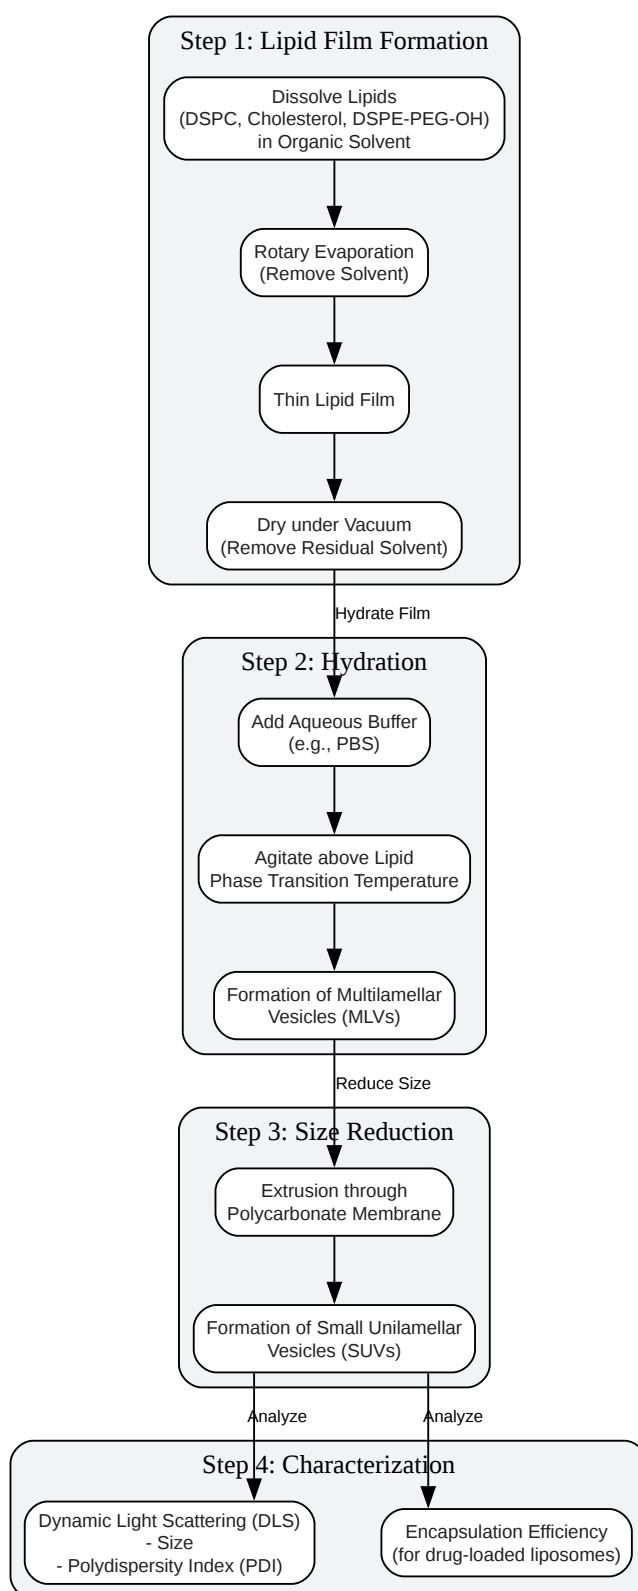 Step 1: Lipid Film Formation
Dissolve Lipids
(DSPC, Cholesterol, DSPE-PEG-OH)
in Organic Solvent
Rotary Evaporation
(Remove Solvent)
Thin Lipid Film
Dry under Vacuum
(Remove Residual Solvent)
Hydrate Film
Step 2: Hydration
Add Aqueous Buffer
(e.g., PBS)
Agitate above Lipid
Phase Transition Temperature
Formation of Multilamellar
Vesicles (MLVs)
Reduce Size
Step 3: Size Reduction
Extrusion through
Polycarbonate Membrane
Formation of Small Unilamellar
Vesicles (SUVs)
Analyze
Analyze
Step 4: Characterization
Dynamic Light Scattering (DLS)
- Size
- Polydispersity Index (PDI)
Encapsulation Efficiency
(for drug-loaded liposomes)